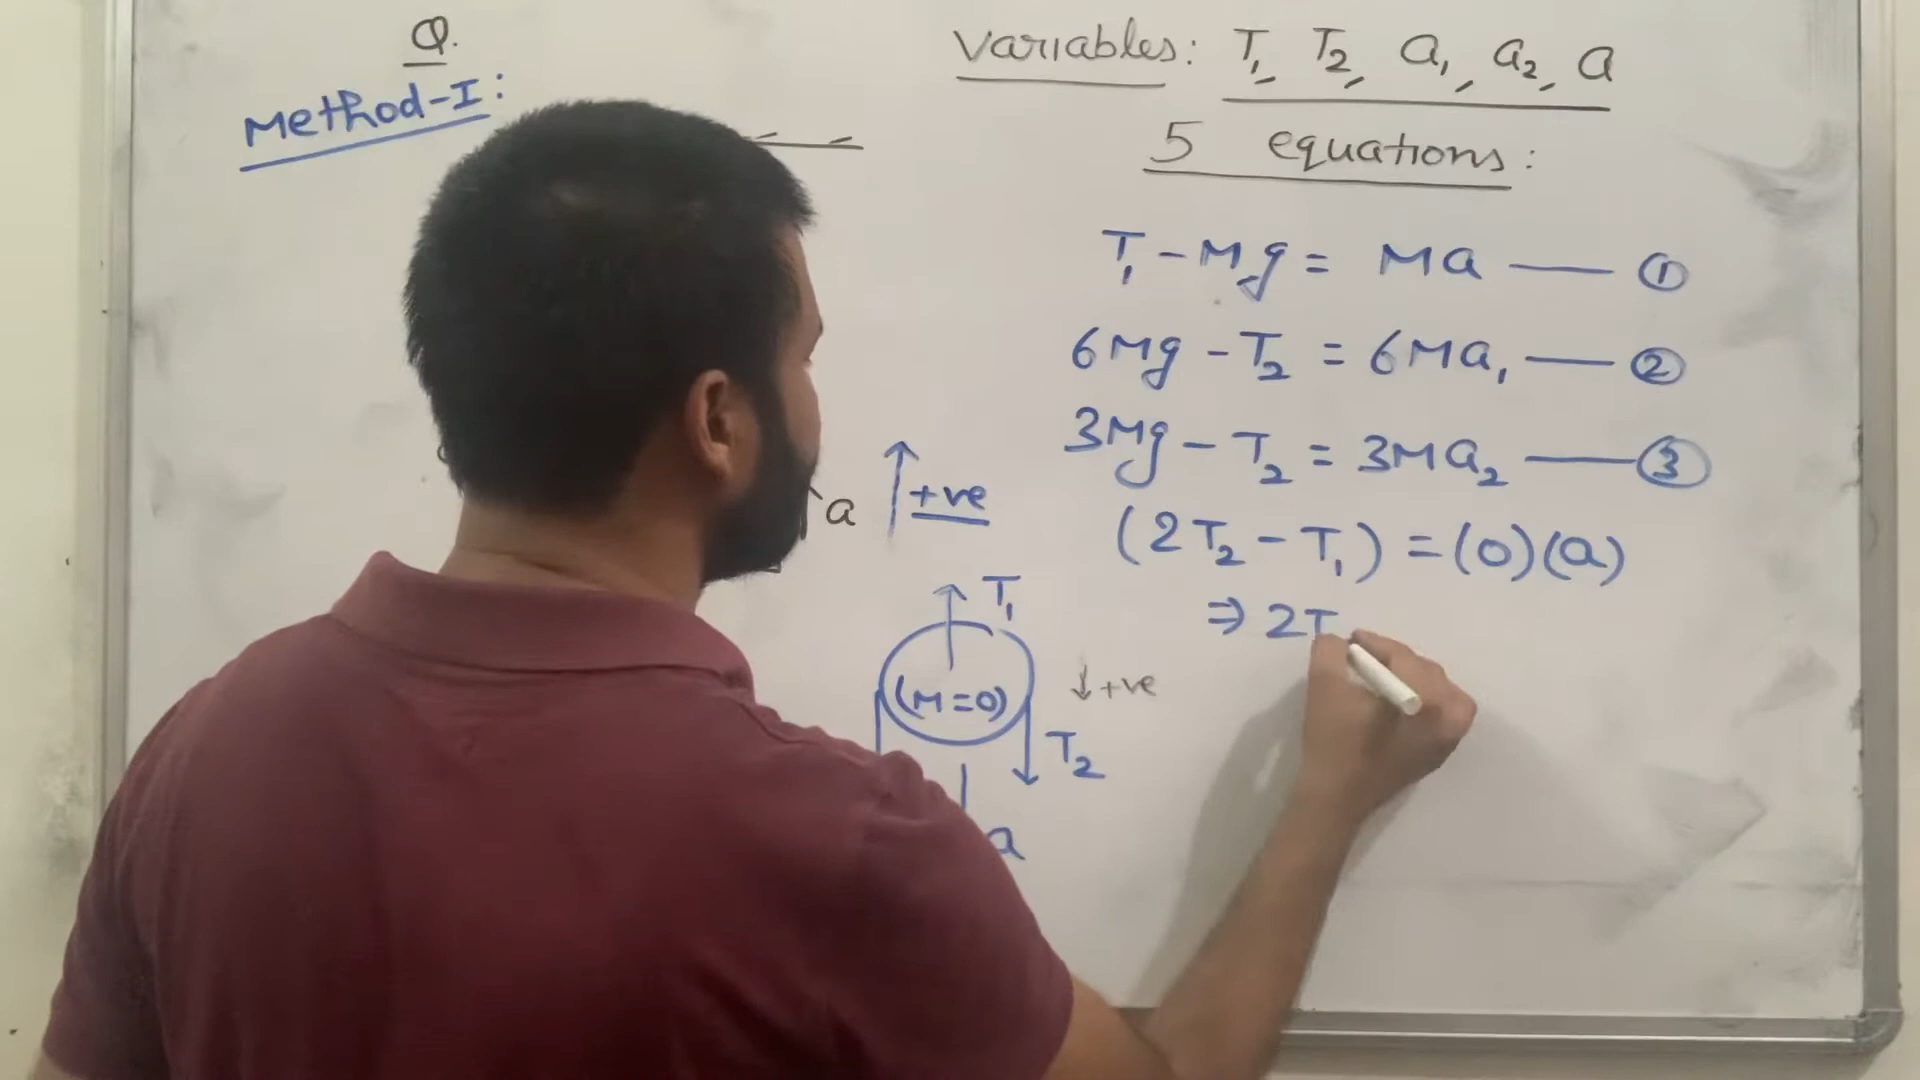 Q.
Method-I:
Variables: T₁, T₂, a₁, a₂, a
5 equations:
T₁ - Mg = Ma — ①
6Mg - T₂ = 6Ma₁ — ②
3Mg - T₂ = 3Ma₂ — ③
(2T₂ - T₁) = (0)(a)
⇒ 2T
a
+ve
T₁
(M=0)
↓ +ve
T₂
a